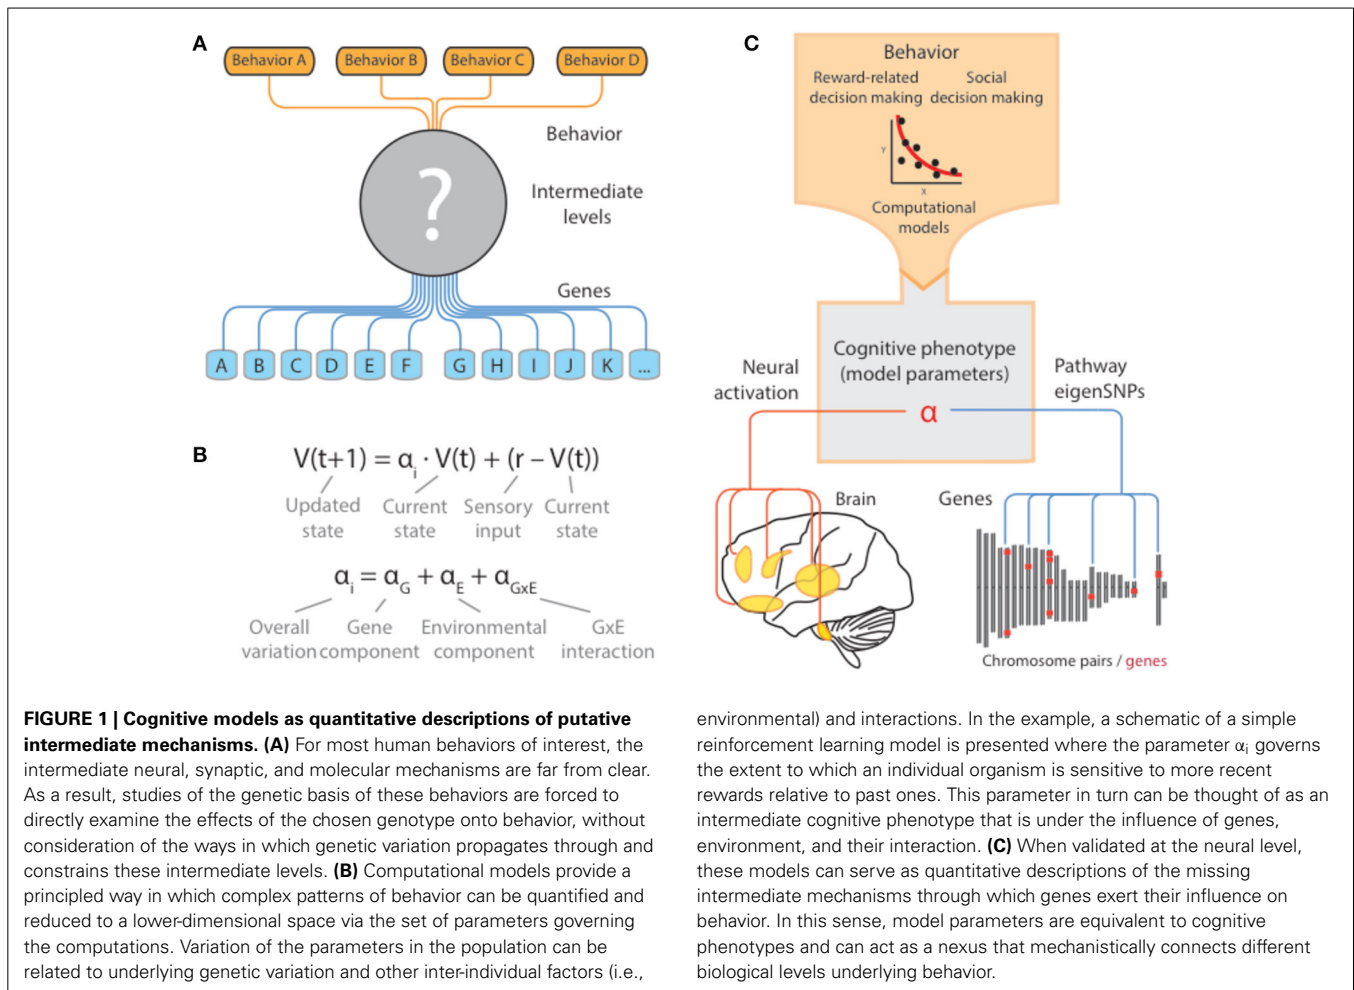 A
Behavior A
Behavior B
Behavior C
Behavior D
Behavior
?
Intermediate
levels
Genes
A
B
C
D
E
F
G
H
I
J
K
...
B
V(t+1) = αi · V(t) + (r – V(t))
Updated
state
Current
state
Sensory
input
Current
state
αi = αG + αE + αGxE
Overall
variation
Gene
component
Environmental
component
GxE
interaction
C
Behavior
Reward-related
decision making
Social
decision making
Y
X
Computational
models
Cognitive phenotype
(model parameters)
α
Neural
activation
Pathway
eigenSNPs
Brain
Genes
Chromosome pairs / genes
FIGURE 1 | Cognitive models as quantitative descriptions of putative
intermediate mechanisms. (A) For most human behaviors of interest, the
intermediate neural, synaptic, and molecular mechanisms are far from clear.
As a result, studies of the genetic basis of these behaviors are forced to
directly examine the effects of the chosen genotype onto behavior, without
consideration of the ways in which genetic variation propagates through and
constrains these intermediate levels. (B) Computational models provide a
principled way in which complex patterns of behavior can be quantified and
reduced to a lower-dimensional space via the set of parameters governing
the computations. Variation of the parameters in the population can be
related to underlying genetic variation and other inter-individual factors (i.e.,
environmental) and interactions. In the example, a schematic of a simple
reinforcement learning model is presented where the parameter αi governs
the extent to which an individual organism is sensitive to more recent
rewards relative to past ones. This parameter in turn can be thought of as an
intermediate cognitive phenotype that is under the influence of genes,
environment, and their interaction. (C) When validated at the neural level,
these models can serve as quantitative descriptions of the missing
intermediate mechanisms through which genes exert their influence on
behavior. In this sense, model parameters are equivalent to cognitive
phenotypes and can act as a nexus that mechanistically connects different
biological levels underlying behavior.